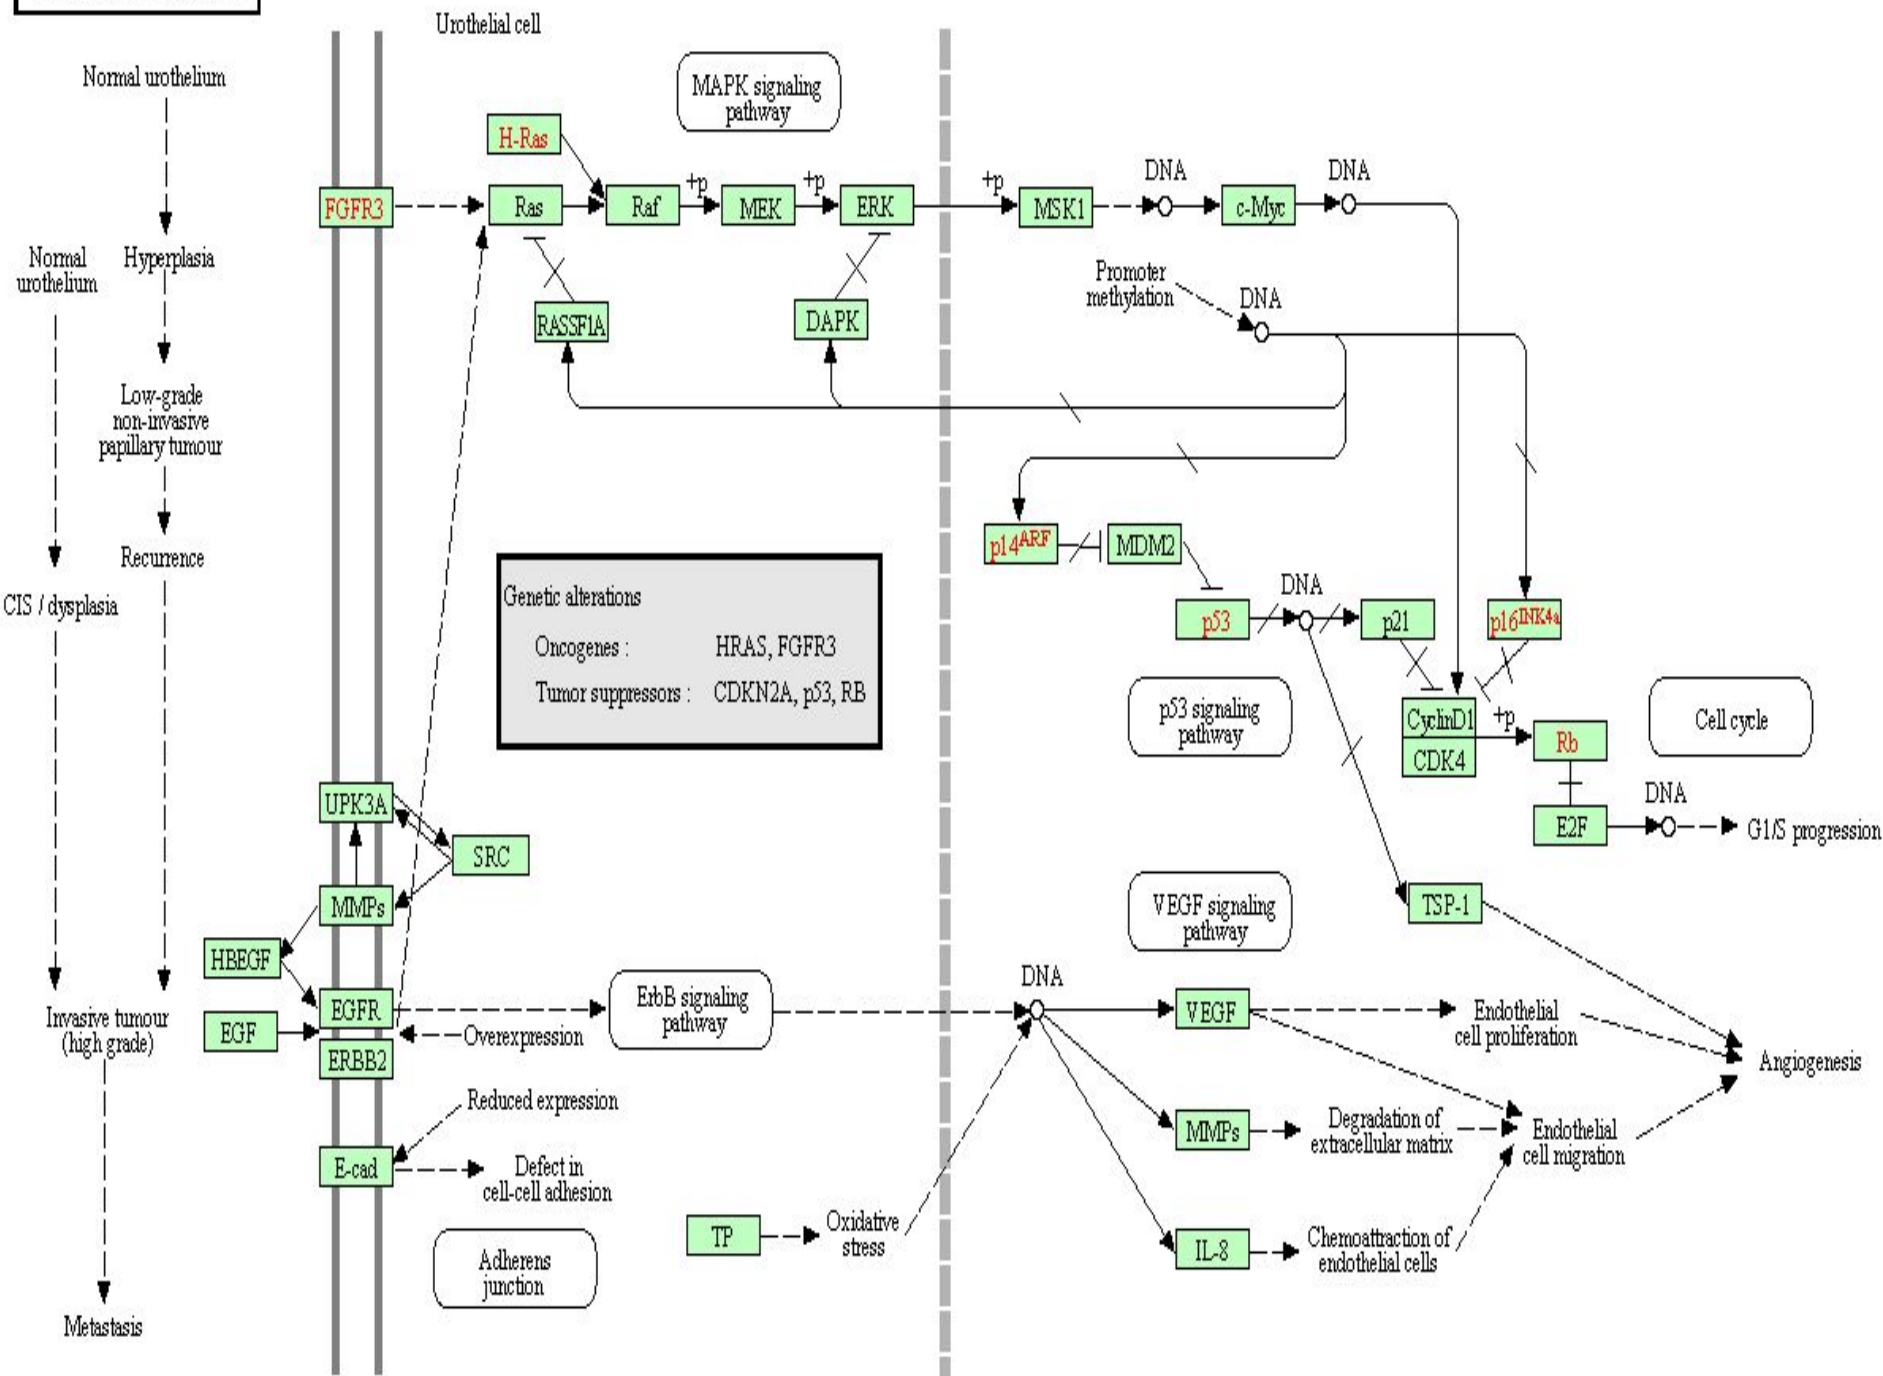 Urothelial cell
Normal urothelium
MAPK signaling
pathway
H-Ras
DNA
DNA
FGFR3
Ras
Raf
+p
MEK
+p
ERK
+p
MSK1
c-Myc
Normal
urothelium
Hyperplasia
Promoter
methylation
DNA
RASSF1A
DAPK
Low-grade
non-invasive
papillary tumour
Recurrence
p14ARF
MDM2
CIS / dysplasia
DNA
p53
p21
p16INK4a
Genetic alterations
Oncogenes : HRAS, FGFR3
Tumor suppressors : CDKN2A, p53, RB
p53 signaling
pathway
CyclinD1
+p
CDK4
Rb
Cell cycle
UPK3A
DNA
E2F
G1/S progression
SRC
MMPs
VEGF signaling
pathway
TSP-1
HBEGF
EGFR
EGF
ERBB2
Overexpression
ErbB signaling
pathway
DNA
VEGF
Endothelial
cell proliferation
Angiogenesis
Invasive tumour
(high grade)
Reduced expression
MMPs
Degradation of
extracellular matrix
Endothelial
cell migration
E-cad
Defect in
cell-cell adhesion
TP
Oxidative
stress
IL-8
Chemoattraction of
endothelial cells
Adherens
junction
Metastasis